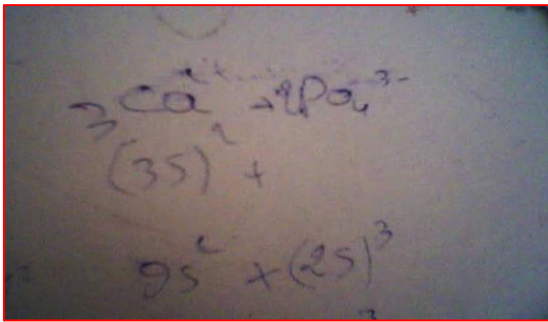 3Ca²⁺ + 2Po₄³⁻
(3S)² +
9s² + (2S)³